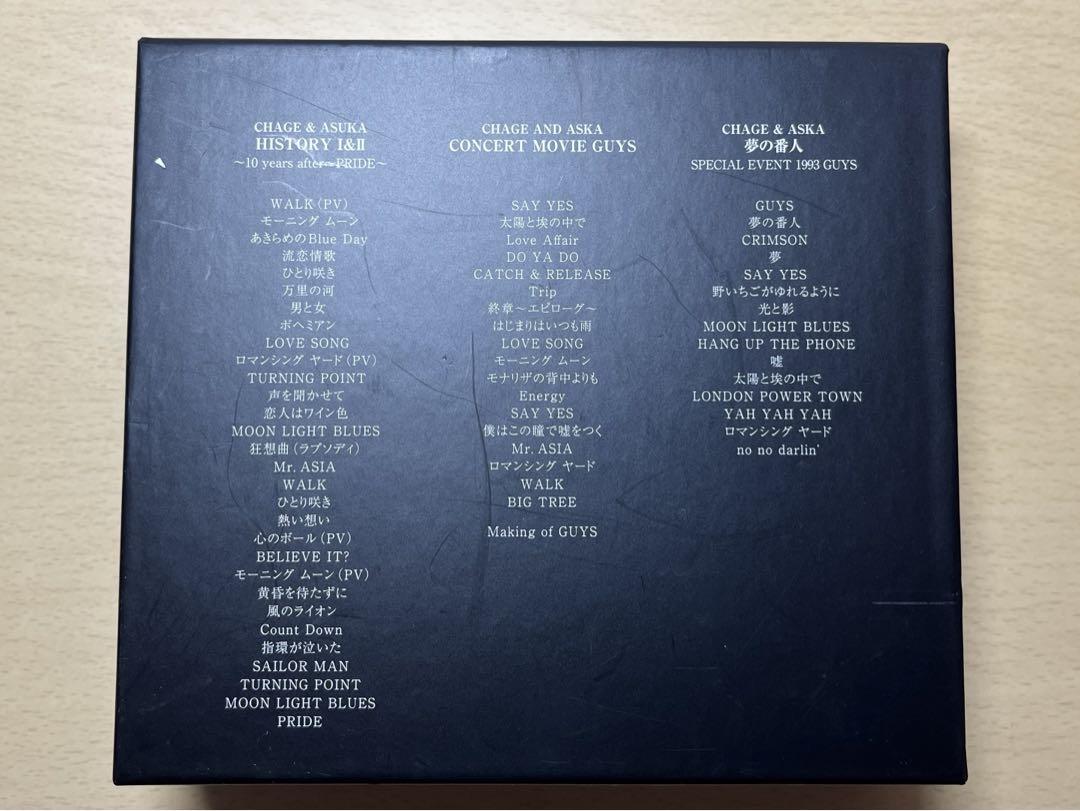 CHAGE & ASUKA
HISTORY I&II
～10 years after～PRIDE～
WALK (PV)
モーニング ムーン
あきらめのBlue Day
流恋情歌
ひとり咲き
万里の河
男と女
ボヘミアン
LOVE SONG
ロマンシング ヤード (PV)
TURNING POINT
声を聞かせて
恋人はワイン色
MOON LIGHT BLUES
狂想曲 (ラプソディ)
Mr. ASIA
WALK
ひとり咲き
熱い想い
心のボール (PV)
BELIEVE IT?
モーニング ムーン (PV)
黄昏を待たずに
風のライオン
Count Down
指環が泣いた
SAILOR MAN
TURNING POINT
MOON LIGHT BLUES
PRIDE
CHAGE AND ASKA
CONCERT MOVIE GUYS
SAY YES
太陽と埃の中で
Love Affair
DO YA DO
CATCH & RELEASE
Trip
終章～エピローグ～
はじまりはいつも雨
LOVE SONG
モーニング ムーン
モナリザの背中よりも
Energy
SAY YES
僕はこの瞳で嘘をつく
Mr. ASIA
ロマンシング ヤード
WALK
BIG TREE
Making of GUYS
CHAGE & ASKA
夢の番人
SPECIAL EVENT 1993 GUYS
GUYS
夢の番人
CRIMSON
夢
SAY YES
野いちごがゆれるように
光と影
MOON LIGHT BLUES
HANG UP THE PHONE
嘘
太陽と埃の中で
LONDON POWER TOWN
YAH YAH YAH
ロマンシング ヤード
no no darlin'